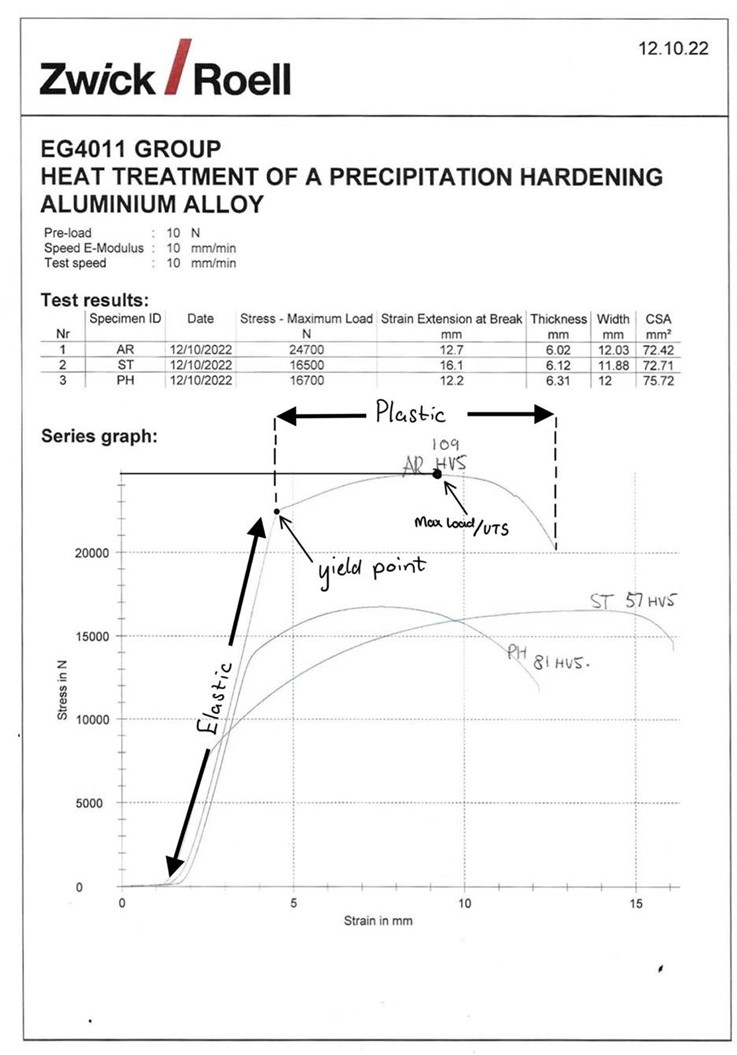 12.10.22
Zwick / Roell
EG4011 GROUP
HEAT TREATMENT OF A PRECIPITATION HARDENING
ALUMINIUM ALLOY
Pre-load : 10 N
Speed E-Modulus : 10 mm/min
Test speed : 10 mm/min
Test results:
Specimen ID Date Stress - Maximum Load Strain Extension at Break Thickness Width CSA
Nr N mm mm mm mm²
1 AR 12/10/2022 24700 12.7 6.02 12.03 72.42
2 ST 12/10/2022 16500 16.1 6.12 11.88 72.71
3 PH 12/10/2022 16700 12.2 6.31 12 75.72
Plastic
Series graph:
109
AR HV5
Max Load/UTS
yield point
20000
ST 57 HV5
15000
PH 81 HV5.
Elastic
Stress in N
10000
5000
0
0 5 10 15
Strain in mm